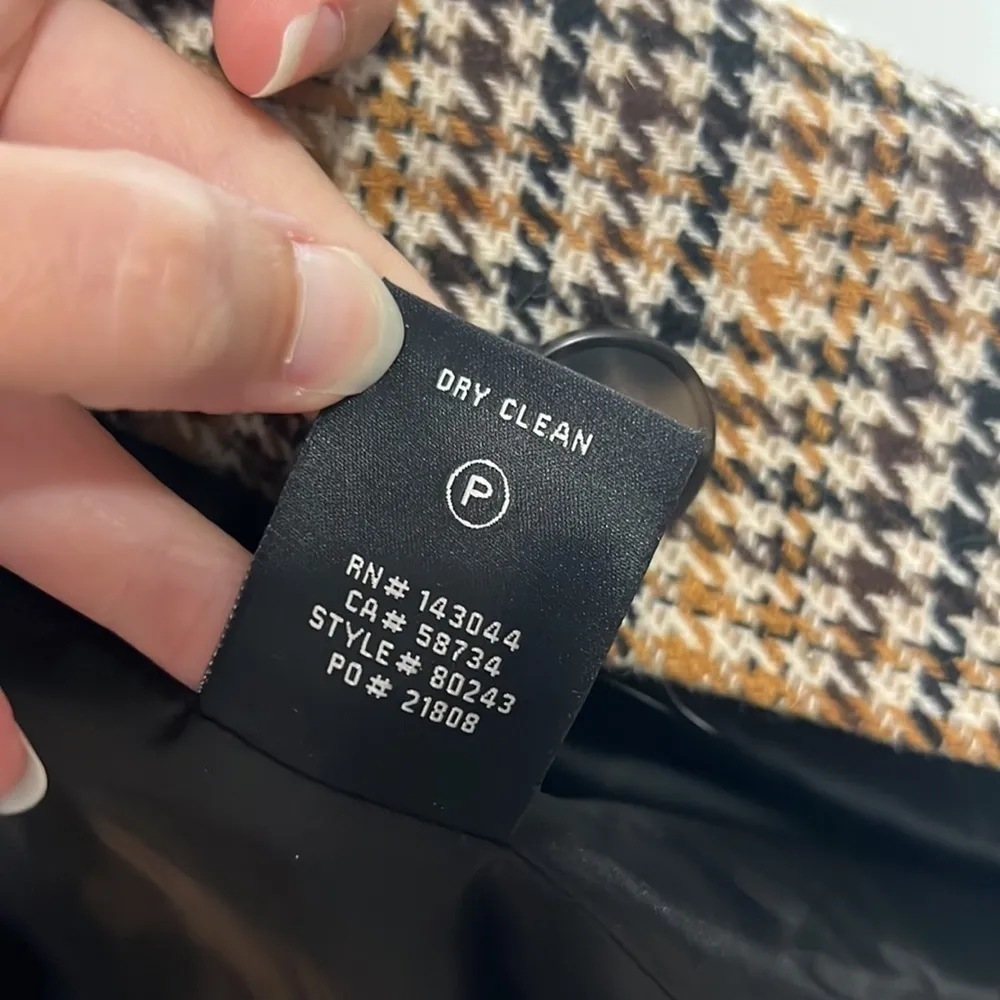 DRY CLEAN
P
RN# 143044
CA# 58734
STYLE# 80243
PO# 21808